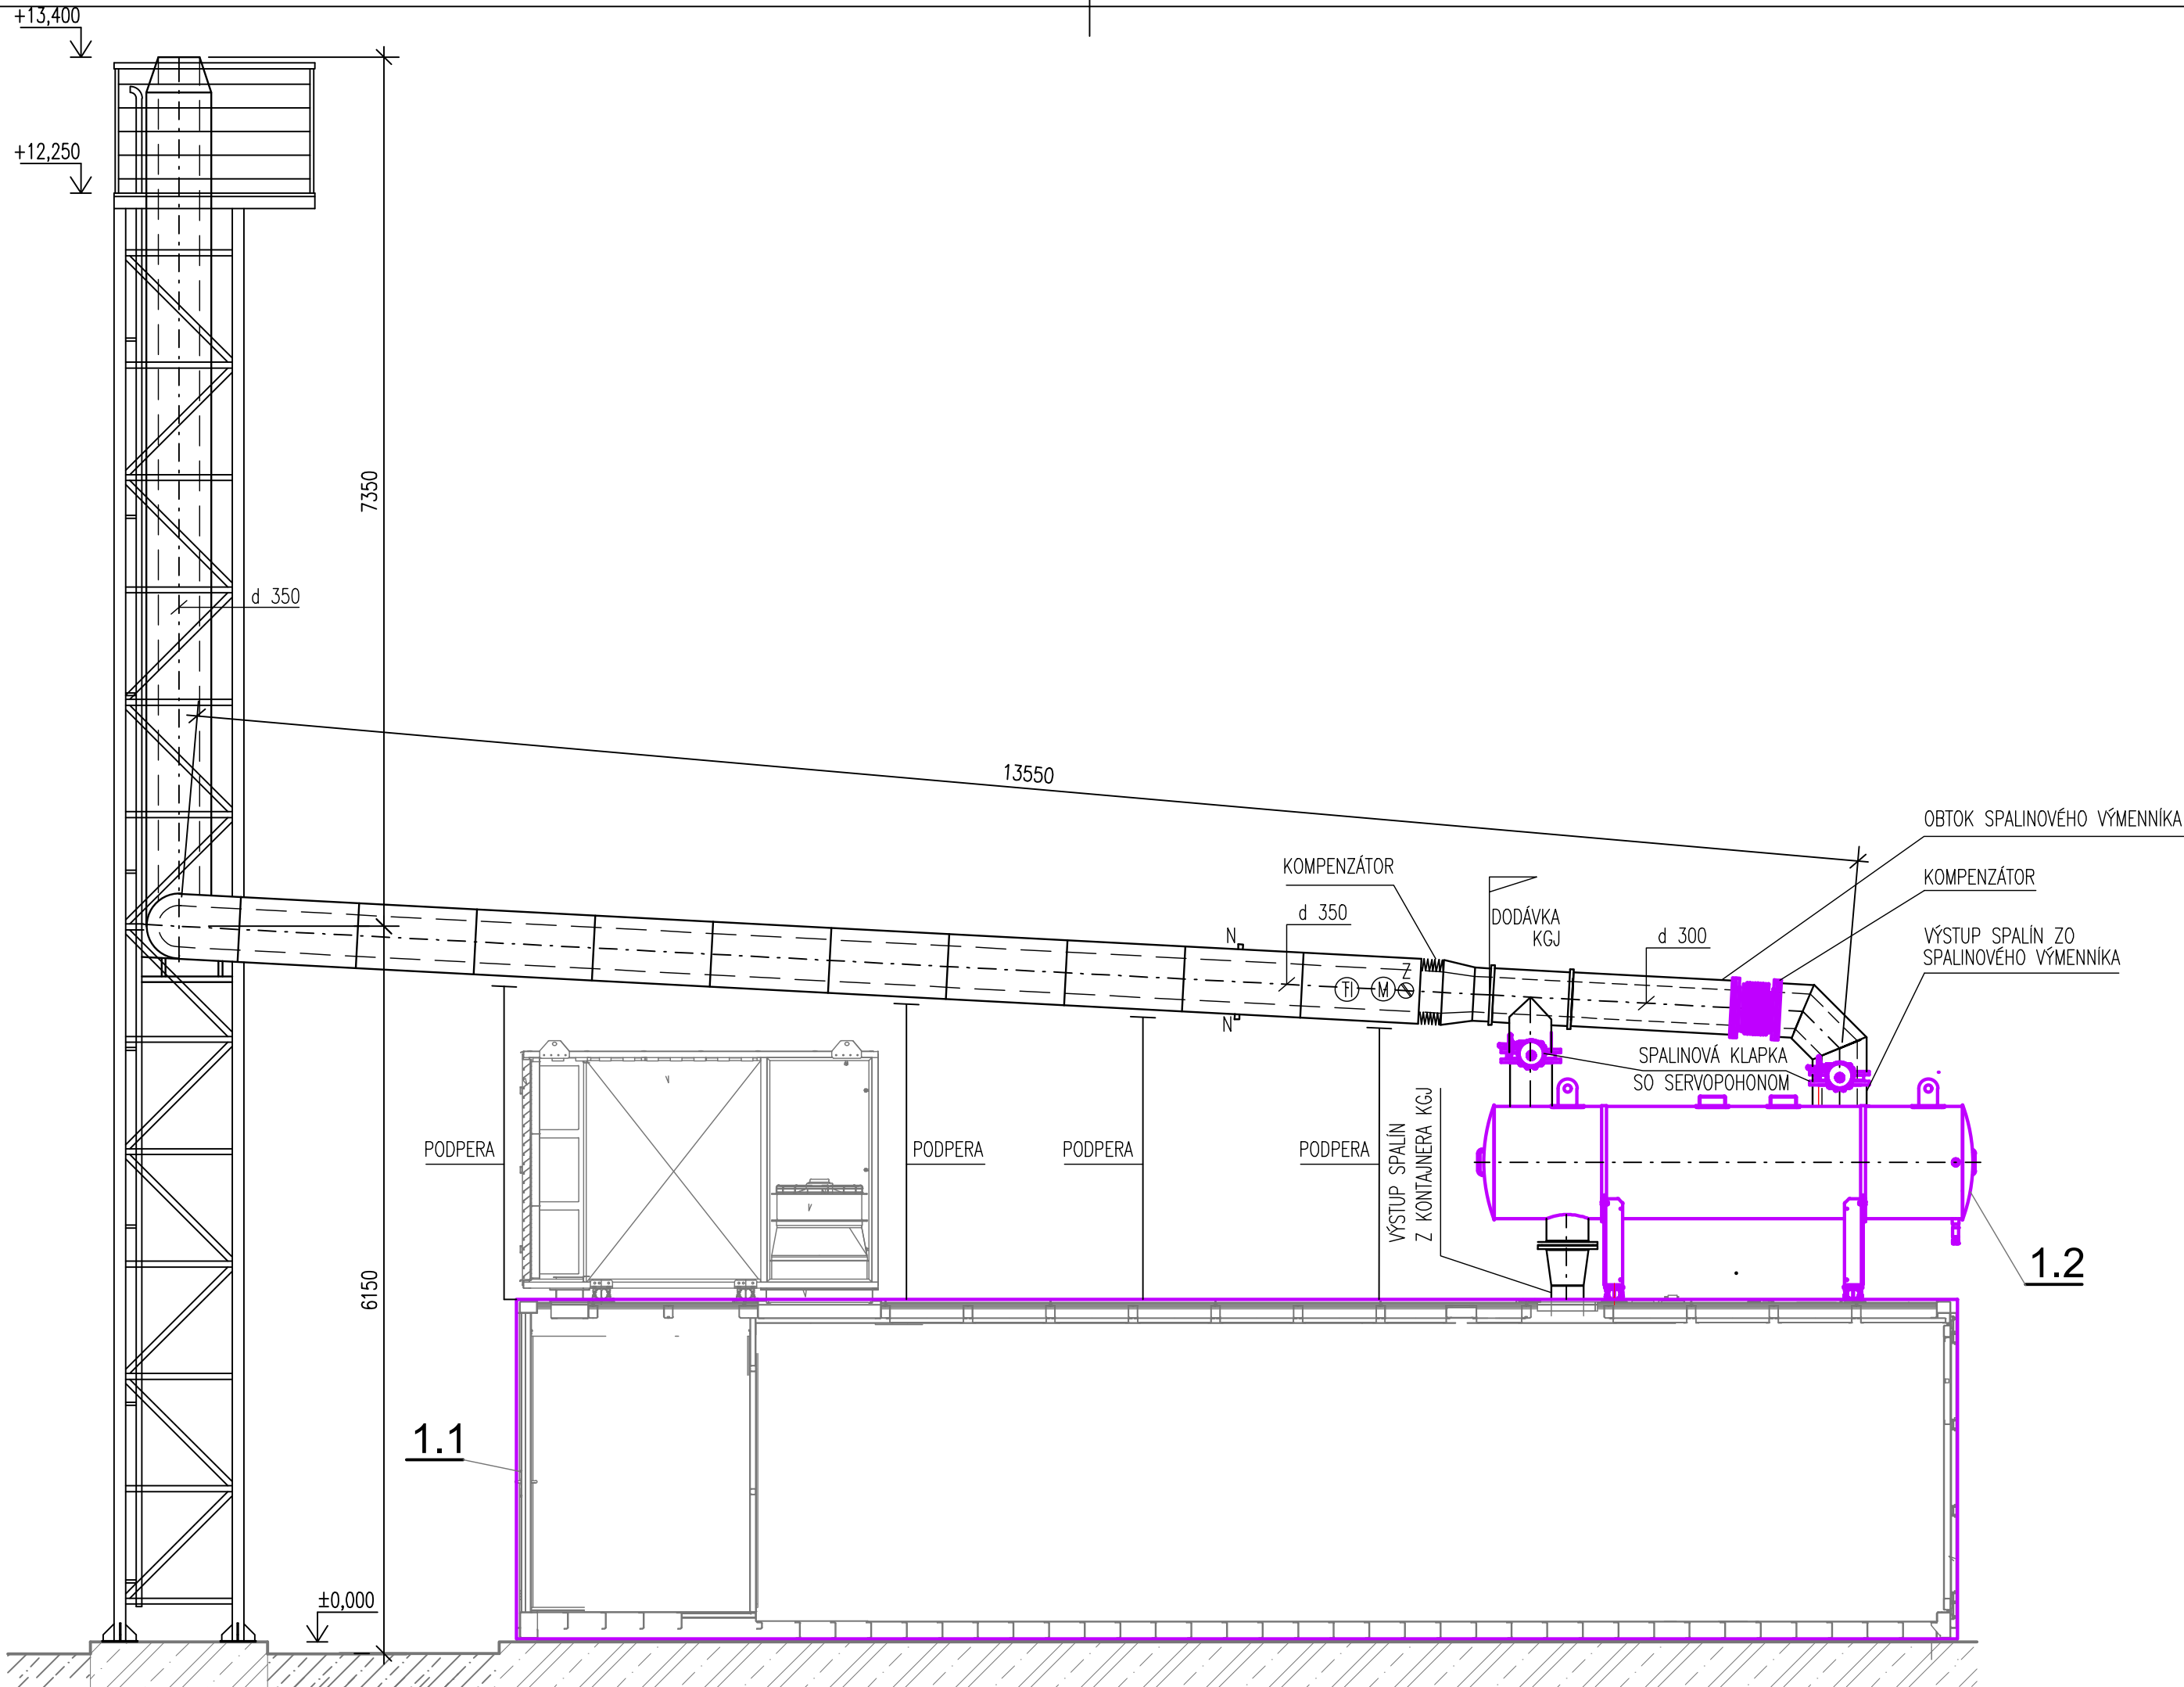 +13,400
+12,250
7350
d 350
13550
OBTOK SPALINOVÉHO VÝMENNÍKA
KOMPENZÁTOR
KOMPENZÁTOR
d 350
DODÁVKA
KGJ
d 300
VÝSTUP SPALÍN ZO
SPALINOVÉHO VÝMENNÍKA
N
N
FI
M
Z
SPALINOVÁ KLAPKA
SO SERVOPOHONOM
PODPERA
PODPERA
PODPERA
PODPERA
VÝSTUP SPALÍN
Z KONTAJNERA KGJ
6150
1.2
1.1
±0,000